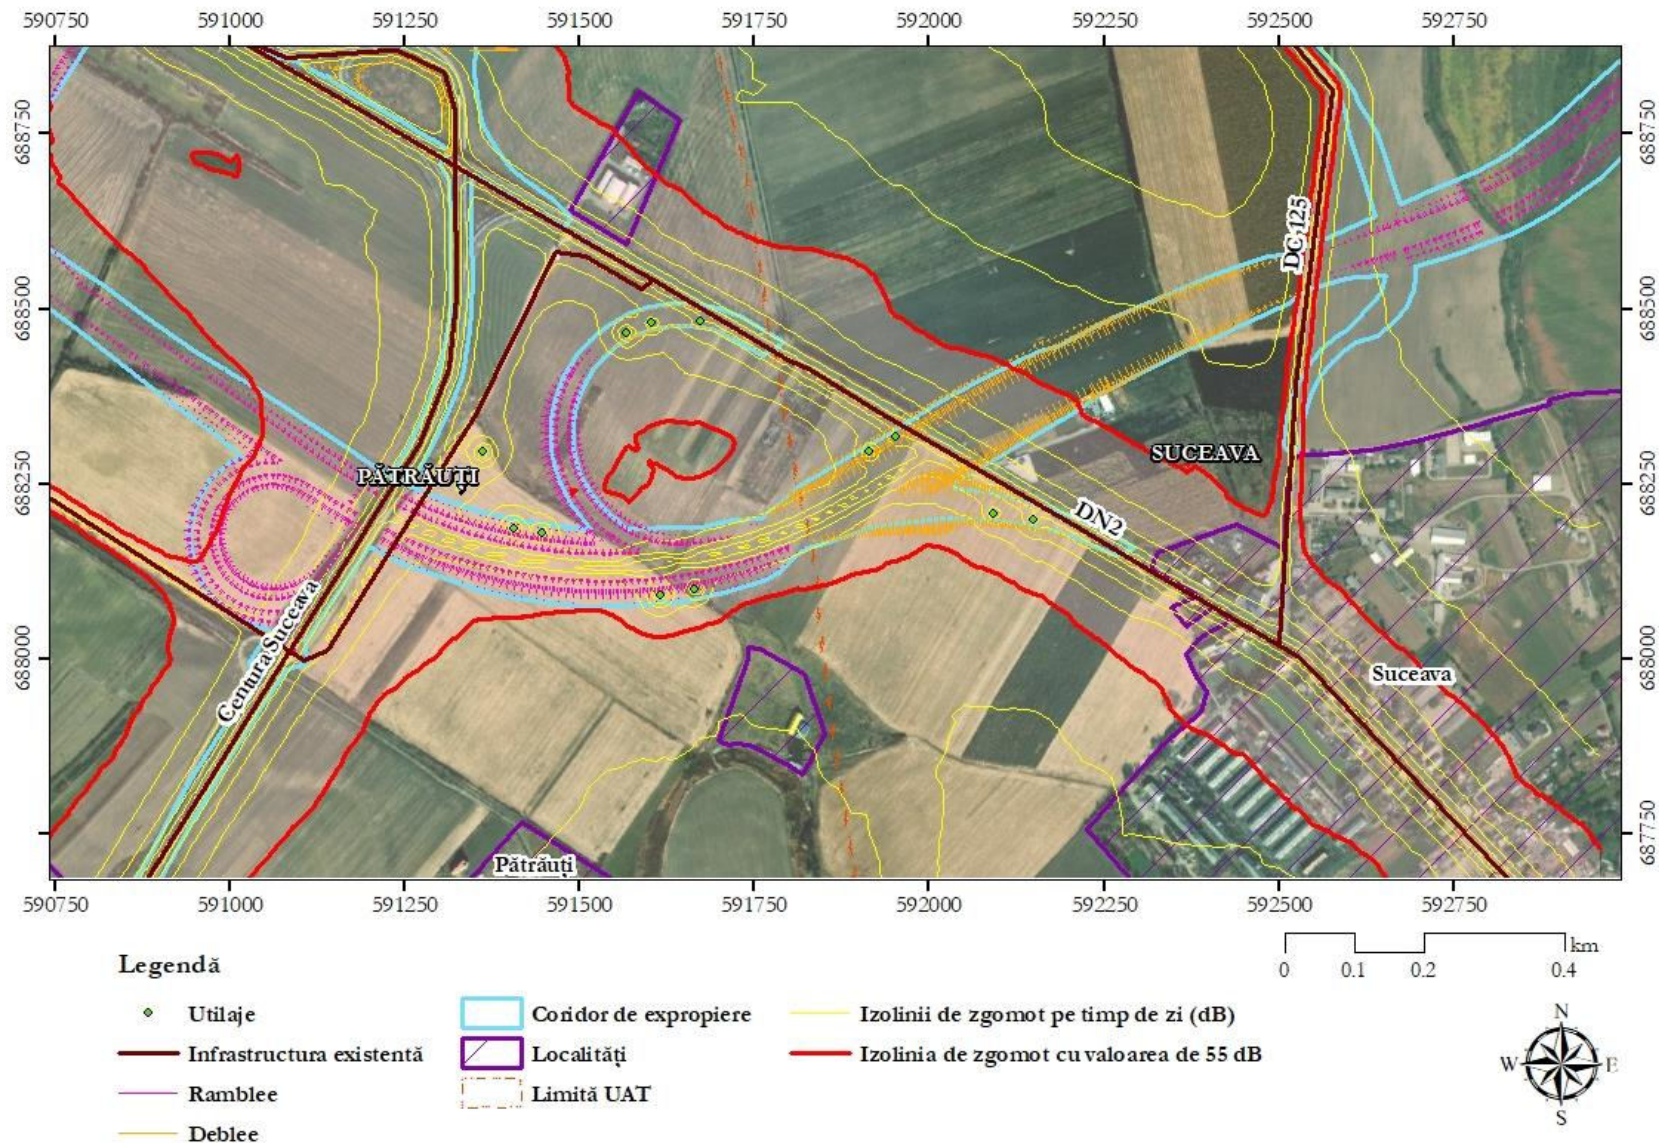 590750 591000 591250 591500 591750 592000 592250 592500 592750
688750 688750
688500 688500
688250 688250
688000 688000
687750
DC 125
PĂTRĂUȚI
SUCEAVA
DN2
Centura Suceava
Suceava
Pătrăuți
590750 591000 591250 591500 591750 592000 592250 592500 592750
km
0 0.1 0.2 0.4
Legendă
Utilaje
Infrastructura existentă
Ramblee
Deblee
Coridor de expropiere
Localități
Limită UAT
Izolinii de zgomot pe timp de zi (dB)
Izolinia de zgomot cu valoarea de 55 dB
N
W E
S